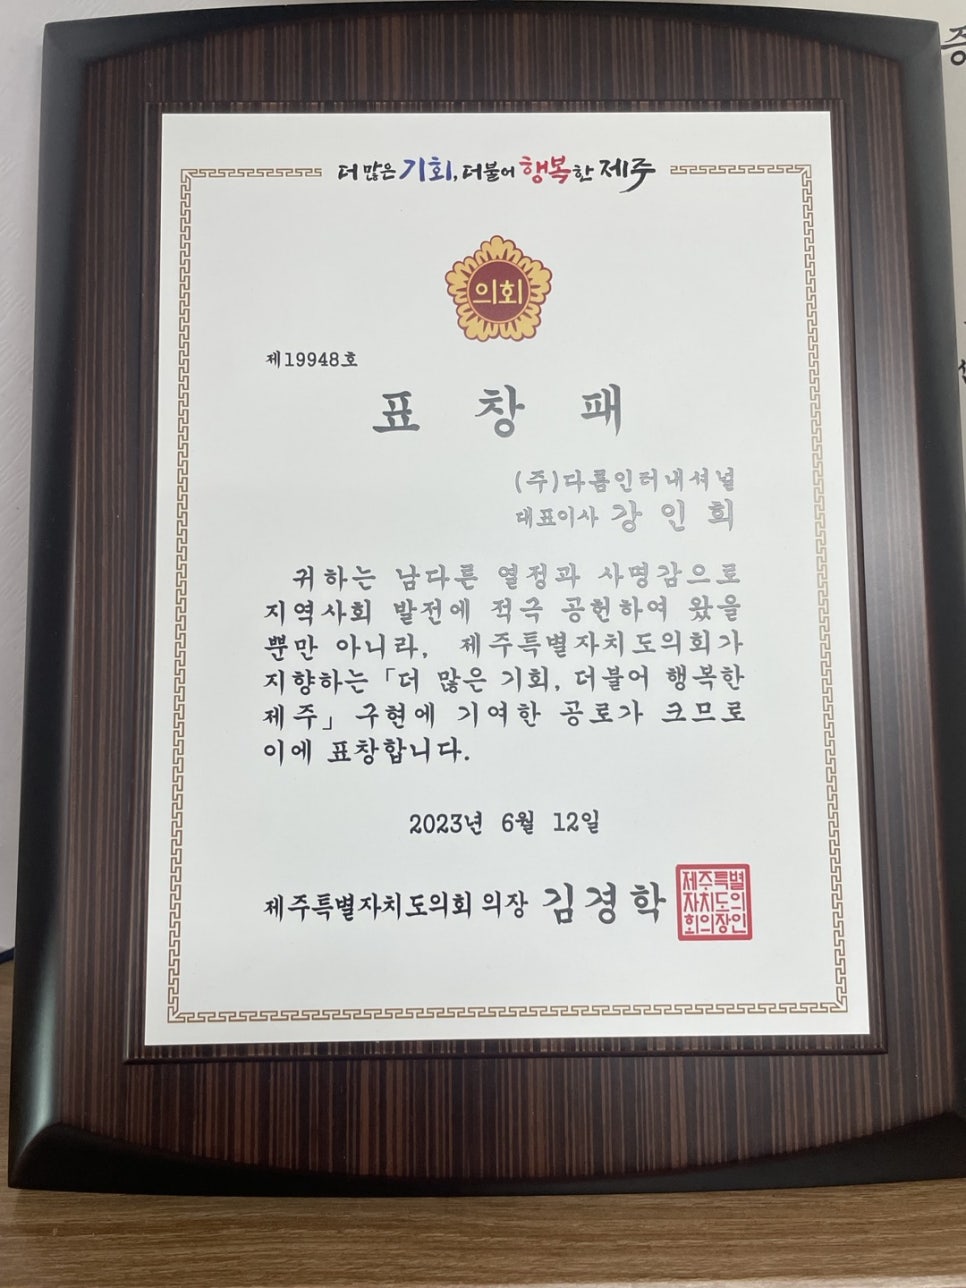 더 많은 기회, 더불어 행복한 제주
의회
제19948호
표 창 패
(주)다름인터내셔널
대표이사 강 인 희
귀하는 남다른 열정과 사명감으로
지역사회 발전에 적극 공헌하여 왔을
뿐만 아니라, 제주특별자치도의회가
지향하는 「더 많은 기회, 더불어 행복한
제주」 구현에 기여한 공로가 크므로
이에 표창합니다.
2023년 6월 12일
제주특별자치도의회 의장 김경학
제주특별
자치도의
회의장인
증